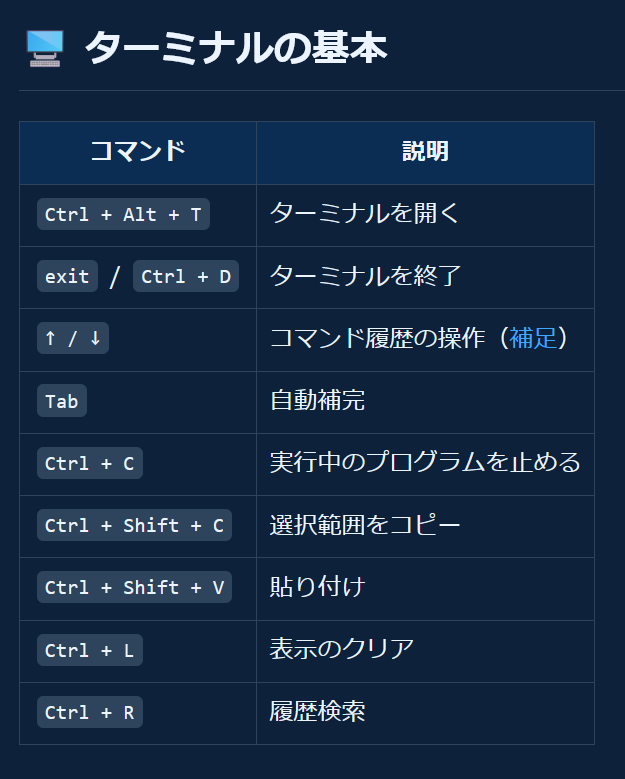 ターミナルの基本
コマンド 説明
Ctrl + Alt + T ターミナルを開く
exit / Ctrl + D ターミナルを終了
↑ / ↓ コマンド履歴の操作（補足）
Tab 自動補完
Ctrl + C 実行中のプログラムを止める
Ctrl + Shift + C 選択範囲をコピー
Ctrl + Shift + V 貼り付け
Ctrl + L 表示のクリア
Ctrl + R 履歴検索